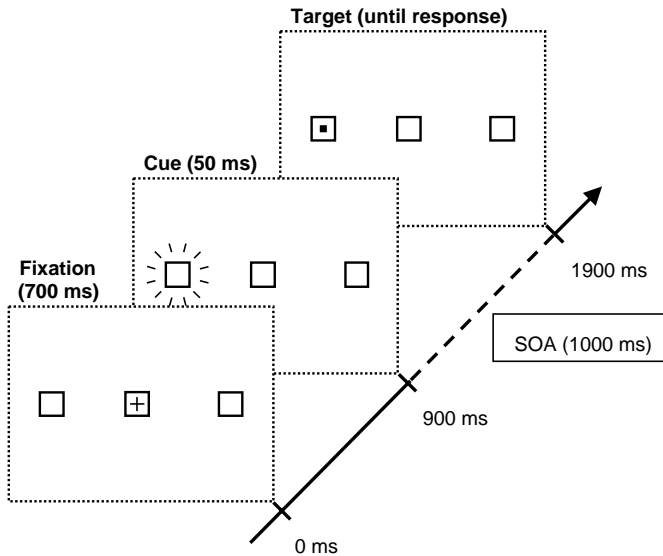 Target (until response)
Cue (50 ms)
Fixation
(700 ms)
1900 ms
SOA (1000 ms)
900 ms
0 ms